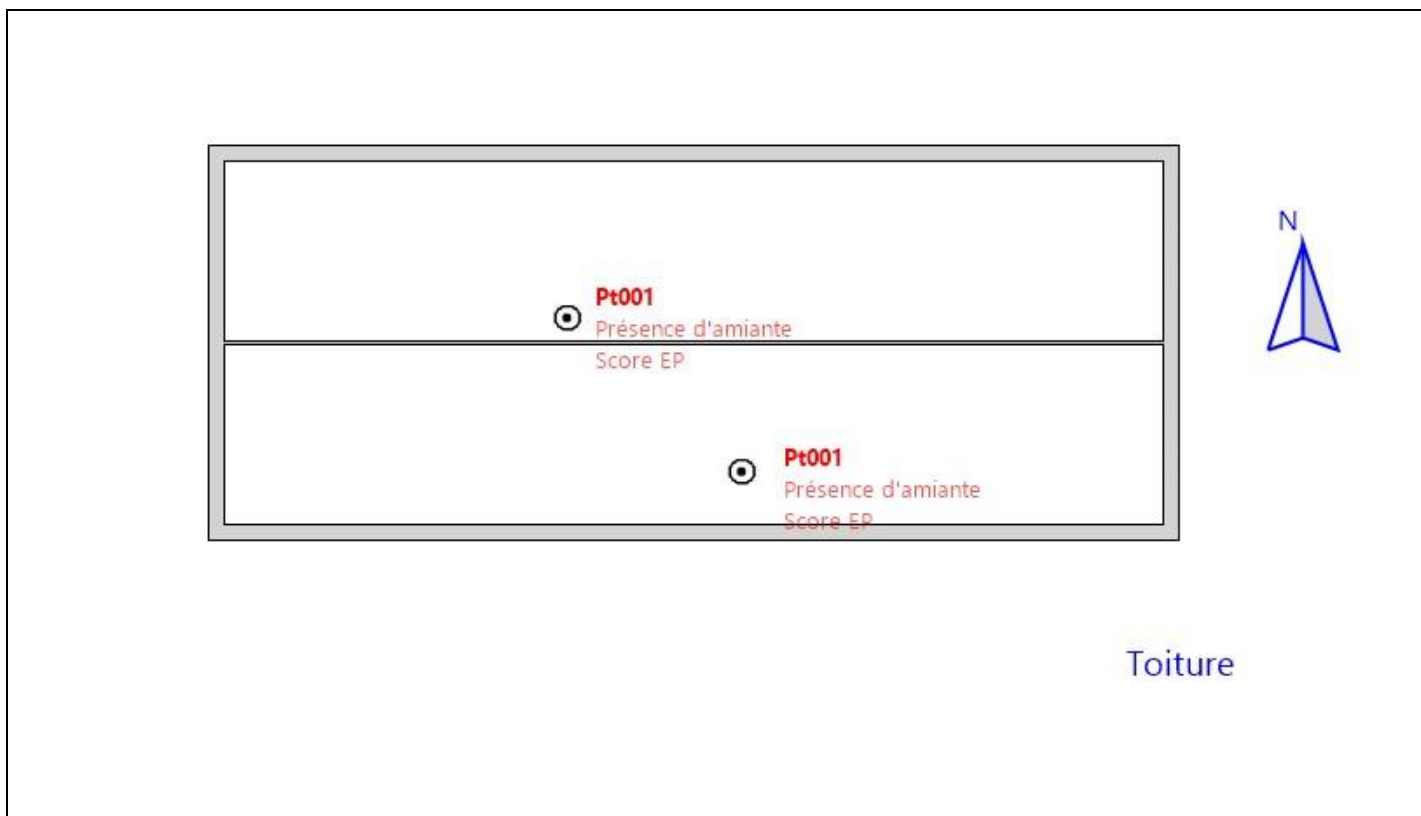 N
Pt001
Présence d'amiante
Score EP
Pt001
Présence d'amiante
Score EP
Toiture